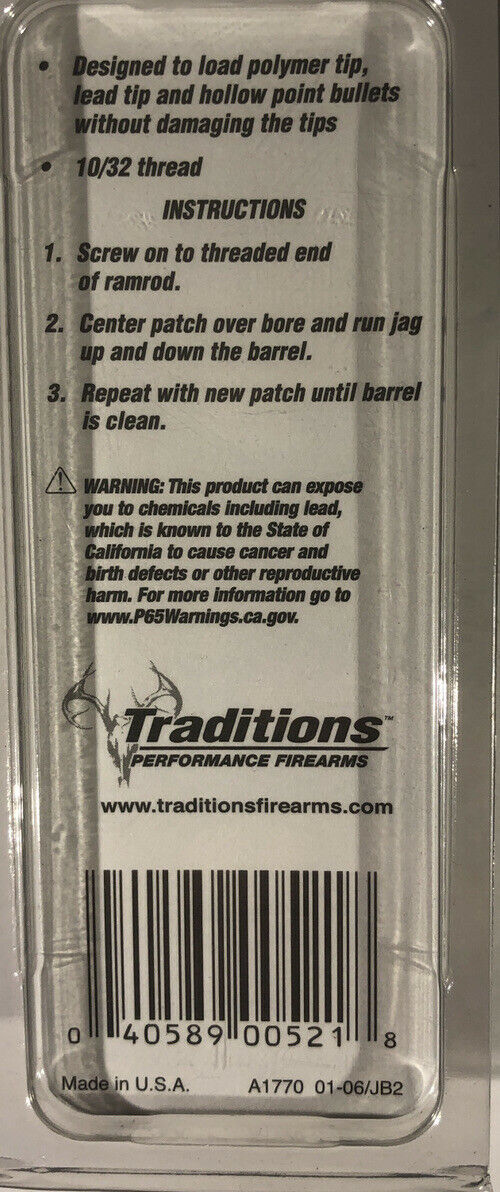 • Designed to load polymer tip,
lead tip and hollow point bullets
without damaging the tips
• 10/32 thread
INSTRUCTIONS
1. Screw on to threaded end
of ramrod.
2. Center patch over bore and run jag
up and down the barrel.
3. Repeat with new patch until barrel
is clean.
WARNING: This product can expose
you to chemicals including lead,
which is known to the State of
California to cause cancer and
birth defects or other reproductive
harm. For more information go to
www.P65Warnings.ca.gov.
Traditions™
PERFORMANCE FIREARMS
www.traditionsfirearms.com
0 40589 00521 8
Made in U.S.A. A1770 01-06/JB2